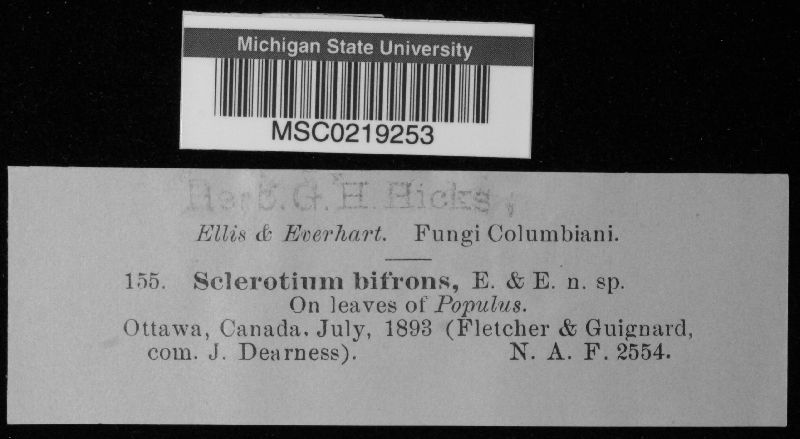 Michigan State University
MSC0219253
Herb. G. H. Hicks,
Ellis & Everhart. Fungi Columbiani.
155. Sclerotium bifrons, E. & E. n. sp.
On leaves of Populus.
Ottawa, Canada. July, 1893 (Fletcher & Guignard,
com. J. Dearness). N. A. F. 2554.